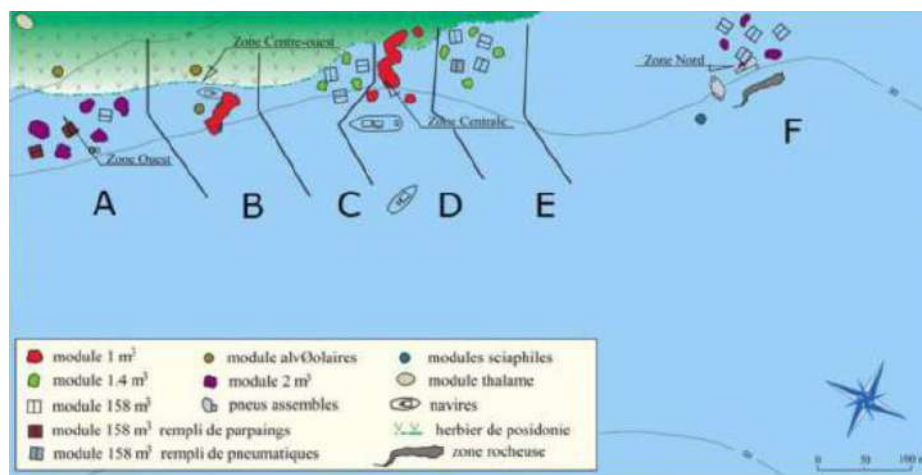 Zone Centre-ouest
Zone Nord
Zone Centrale
Zone Ouest
A
B
C
D
E
F
module 1 m³
module 1.4 m³
module 158 m³
module 158 m³ rempli de parpaings
module 158 m³ rempli de pneumatiques
module alvØolaires
module 2 m³
pneus assembles
modules sciaphiles
module thalame
navires
herbier de posidonie
zone rocheuse
0 50 100 m